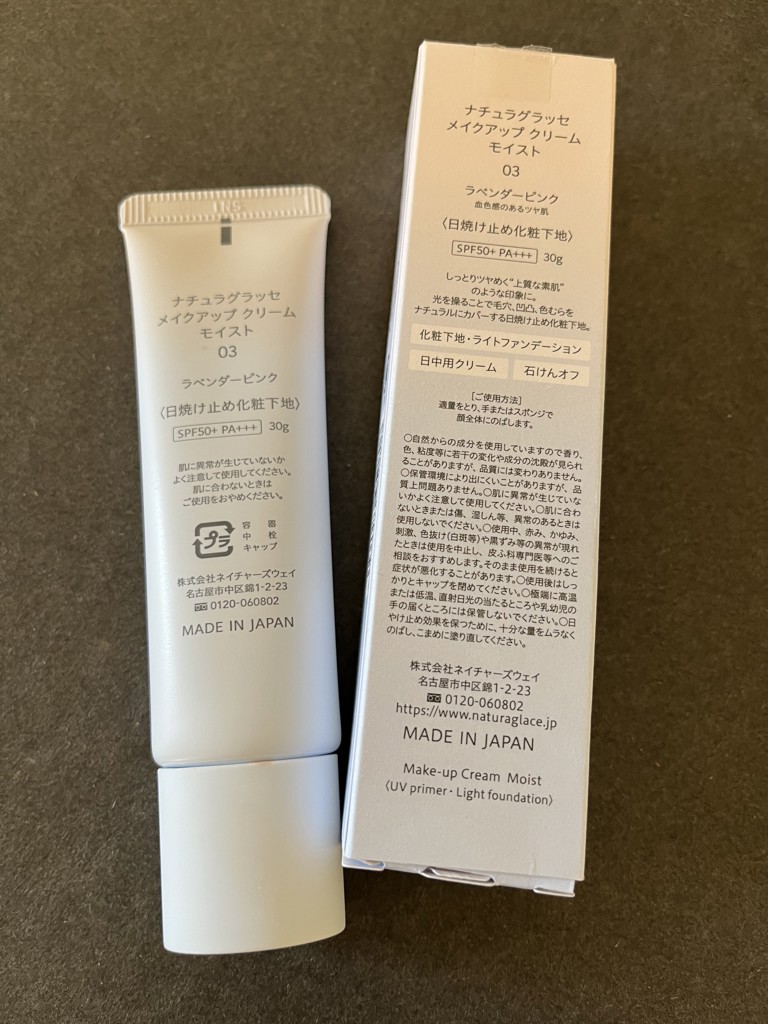 INS
ナチュラグラッセ
メイクアップ クリーム
モイスト
03
ラベンダーピンク
〈日焼け止め化粧下地〉
SPF50+ PA+++ 30g
肌に異常が生じていないか
よく注意して使用してください。
肌に合わないときは
ご使用をおやめください。
プラ
容器
中栓
キャップ
株式会社ネイチャーズウェイ
名古屋市中区錦1-2-23
0120-060802
MADE IN JAPAN
ナチュラグラッセ
メイクアップ クリーム
モイスト
03
ラベンダーピンク
血色感のあるツヤ肌
〈日焼け止め化粧下地〉
SPF50+ PA+++ 30g
しっとりツヤめく“上質な素肌”
のような印象に。
光を操ることで毛穴、凹凸、色むらを
ナチュラルにカバーする日焼け止め化粧下地。
化粧下地・ライトファンデーション
日中用クリーム 石けんオフ
[ご使用方法]
適量をとり、手またはスポンジで
顔全体にのばします。
○自然からの成分を使用していますので香り、
色、粘度等に若干の変化や成分の沈殿が見られ
ることがありますが、品質には変わりありません。
○保管環境により出にくいことがありますが、品
質上問題ありません。○肌に異常が生じていな
いかよく注意して使用してください。○肌に合わ
ないときまたは傷、湿しん等、異常のあるときは
使用しないでください。○使用中、赤み、かゆみ、
刺激、色抜け(白斑等)や黒ずみ等の異常が現れ
たときは使用を中止し、皮ふ科専門医等へのご
相談をおすすめします。そのまま使用を続けると
症状が悪化することがあります。○使用後はしっ
かりとキャップを閉めてください。○極端に高温
または低温、直射日光の当たるところや乳幼児の
手の届くところには保管しないでください。○日
やけ止め効果を保つために、十分な量をムラなく
のばし、こまめに塗り直してください。
株式会社ネイチャーズウェイ
名古屋市中区錦1-2-23
0120-060802
https://www.naturaglace.jp
MADE IN JAPAN
Make-up Cream Moist
〈UV primer・Light foundation〉